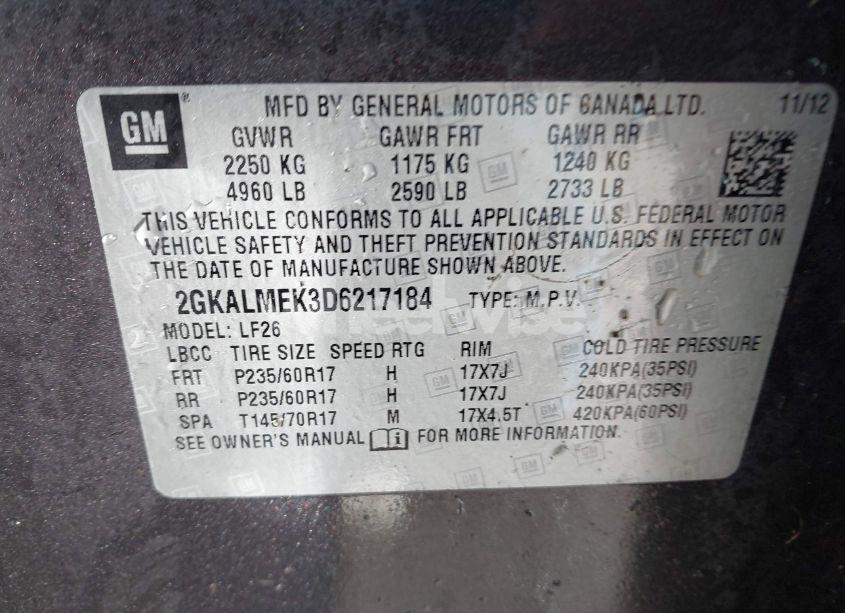 GM ® MFD BY GENERAL MOTORS OF CANADA LTD. 11/12
GVWR GAWR FRT GAWR RR
2250 KG 1175 KG 1240 KG
4960 LB 2590 LB 2733 LB
THIS VEHICLE CONFORMS TO ALL APPLICABLE U.S. FEDERAL MOTOR
VEHICLE SAFETY AND THEFT PREVENTION STANDARDS IN EFFECT ON
THE DATE OF MANUFACTURE SHOWN ABOVE.
2GKALMEK3D6217184 TYPE: M.P.V.
MODEL: LF26
LBCC TIRE SIZE SPEED RTG RIM COLD TIRE PRESSURE
FRT P235/60R17 H 17X7J 240KPA(35PSI)
RR P235/60R17 H 17X7J 240KPA(35PSI)
SPA T145/70R17 M 17X4.5T 420KPA(60PSI)
SEE OWNER'S MANUAL i FOR MORE INFORMATION.